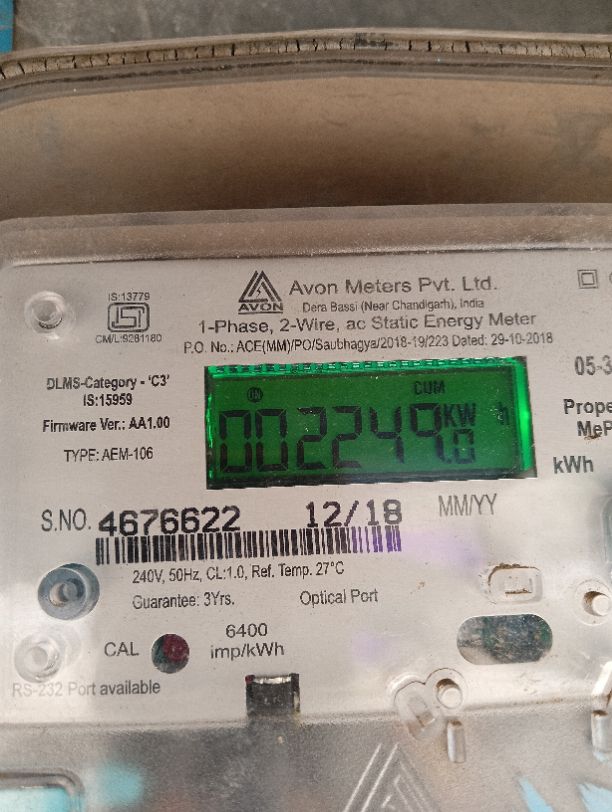 IS:13779
ISI
CM/L:9281180
AVON
Avon Meters Pvt. Ltd.
Dera Bassi (Near Chandigarh), India
1-Phase, 2-Wire, ac Static Energy Meter
P.O. No.: ACE(MM)/PO/Saubhagya/2018-19/223 Dated: 29-10-2018
DLMS-Category - 'C3'
IS:15959
Firmware Ver.: AA1.00
TYPE: AEM-106
CUM
002249.0 KW h
05-3
kWh
S.NO. 4676622 12/18 MM/YY
240V, 50Hz, CL:1.0, Ref. Temp. 27°C
Guarantee: 3Yrs. Optical Port
CAL
6400
imp/kWh
RS-232 Port available